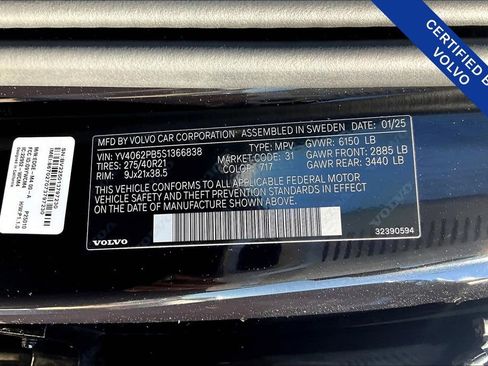 CERTIFIED BY
VOLVO
MFD BY VOLVO CAR CORPORATION, ASSEMBLED IN SWEDEN 01/25
VIN: YV4062PB5S1366838 TYPE: MPV GVWR: 6150 LB
TIRES: 275/40R21 MARKET: 31 GAWR FRONT: 2885 LB
RIM: 9Jx21x38.5 COLOR: 717 GAWR REAR: 3440 LB
THIS VEHICLE CONFORMS TO ALL APPLICABLE U.S. FEDERAL MOTOR
VEHICLE SAFETY AND THEFT PREVENTION STANDARDS IN EFFECT ON THE
DATE OF MANUFACTURE SHOWN ABOVE.
VOLVO
32390594